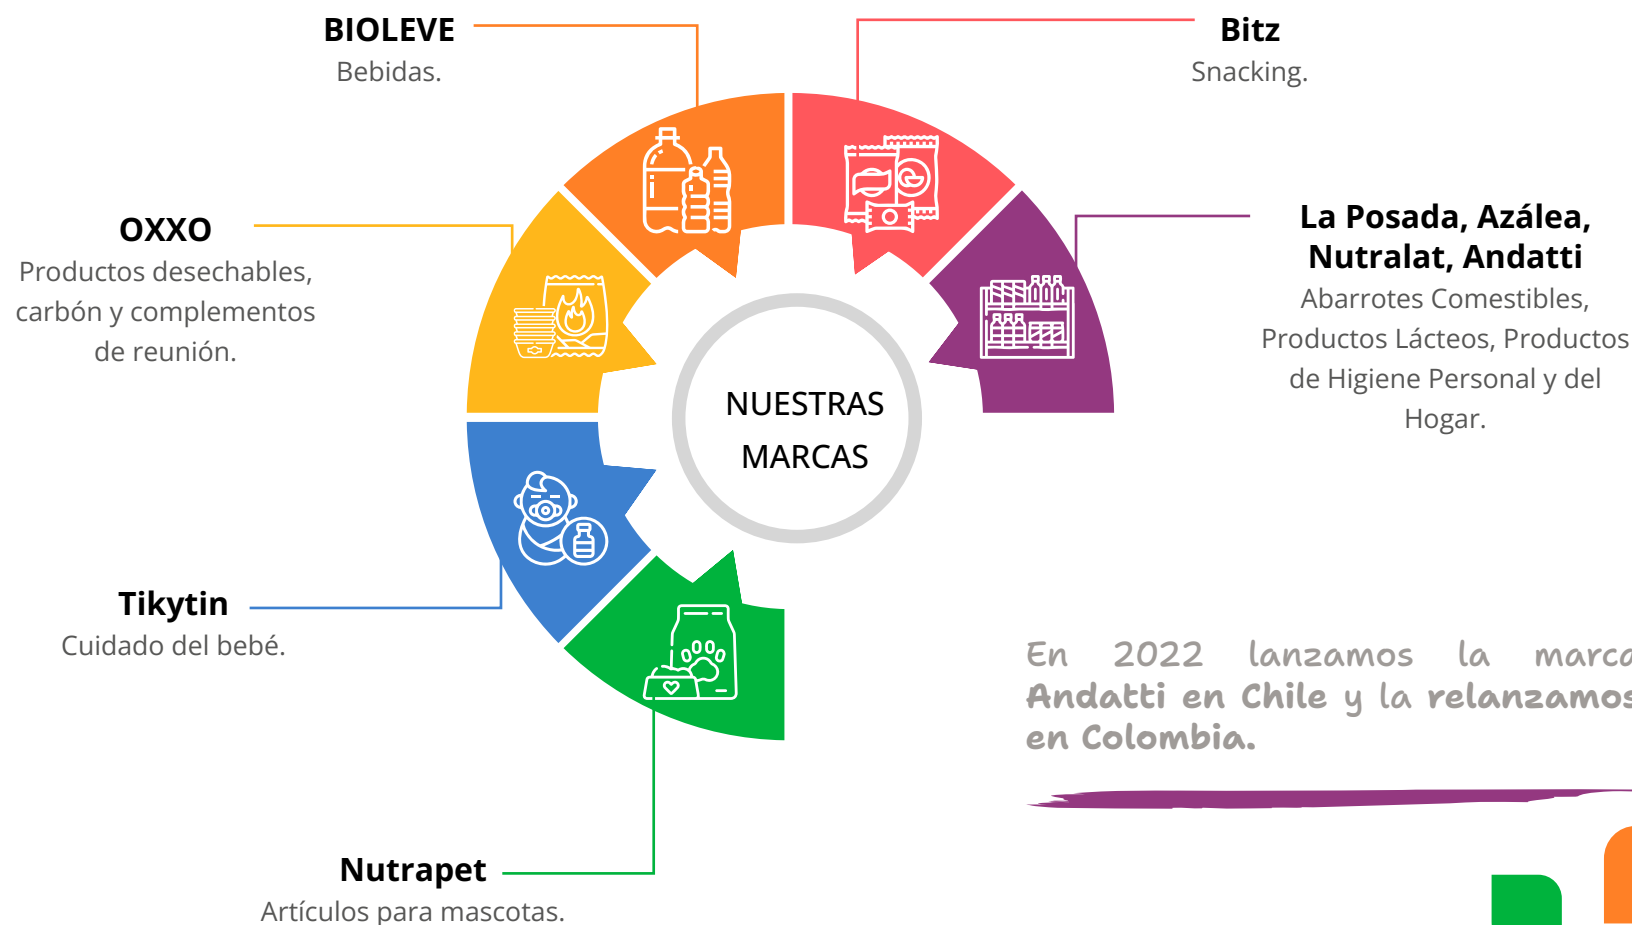 BIOLEVE
Bebidas.
Bitz
Snacking.
OXXO
Productos desechables,
carbón y complementos
de reunión.
La Posada, Azálea,
Nutralat, Andatti
Abarrotes Comestibles,
Productos Lácteos, Productos
de Higiene Personal y del
Hogar.
NUESTRAS
MARCAS
Tikytin
Cuidado del bebé.
En 2022 lanzamos la marca
Andatti en Chile y la relanzamos
en Colombia.
Nutrapet
Artículos para mascotas.